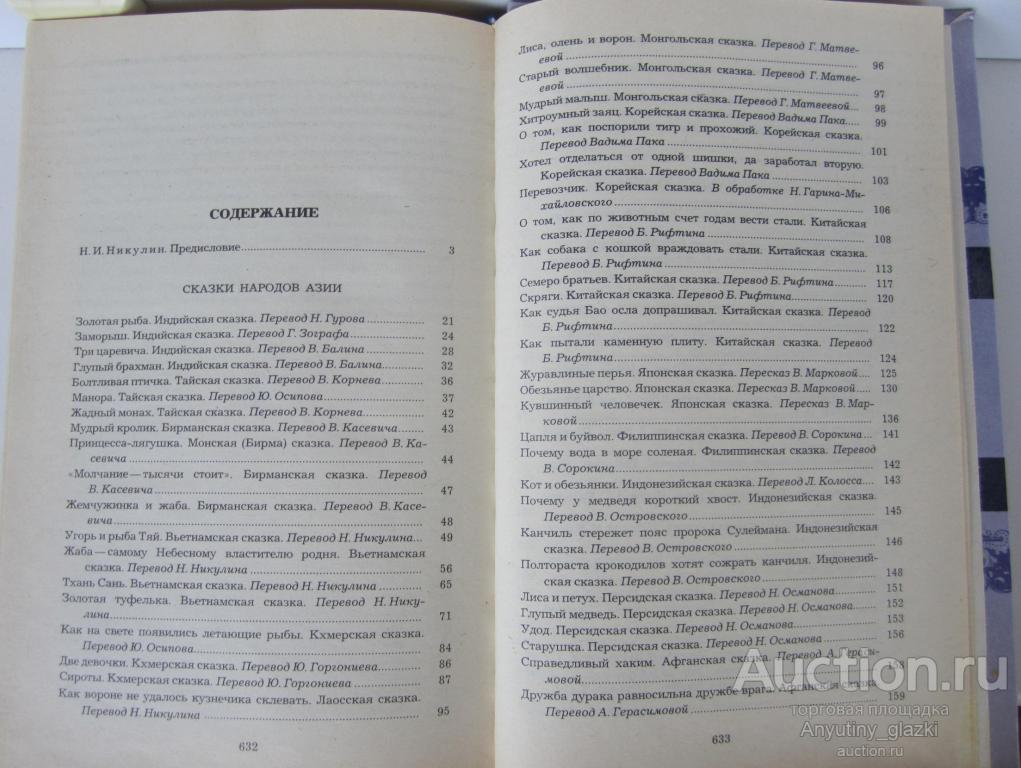 СОДЕРЖАНИЕ
Н. И. Никулин. Предисловие 3
СКАЗКИ НАРОДОВ АЗИИ
Золотая рыба. Индийская сказка. Перевод Н. Гурова 21
Заморыш. Индийская сказка. Перевод Г. Зографа 24
Три царевича. Индийская сказка. Перевод В. Балина 28
Глупый брахман. Индийская сказка. Перевод В. Балина 32
Болтливая птичка. Тайская сказка. Перевод В. Корнева 36
Манора. Тайская сказка. Перевод Ю. Осипова 37
Жадный монах. Тайская сказка. Перевод В. Корнева 42
Мудрый кролик. Бирманская сказка. Перевод В. Касевича 43
Принцесса-лягушка. Монская (Бирма) сказка. Перевод В. Ка-
севича 44
«Молчание — тысячи стоит». Бирманская сказка. Перевод
В. Касевича 47
Жемчужинка и жаба. Бирманская сказка. Перевод В. Касе-
вича 48
Угорь и рыба Тяй. Вьетнамская сказка. Перевод Н. Никулина... 49
Жаба — самому Небесному властителю родня. Вьетнамская
сказка. Перевод Н. Никулина 56
Тхань Сань. Вьетнамская сказка. Перевод Н. Никулина 65
Золотая туфелька. Вьетнамская сказка. Перевод Н. Нику-
лина 71
Как на свете появились летающие рыбы. Кхмерская сказка.
Перевод Ю. Осипова 84
Две девочки. Кхмерская сказка. Перевод Ю. Горгониева 86
Сироты. Кхмерская сказка. Перевод Ю. Горгониева 87
Как вороне не удалось кузнечика склевать. Лаосская сказка.
Перевод Н. Никулина 95
632
Лиса, олень и ворон. Монгольская сказка. Перевод Г. Матве-
евой 96
Старый волшебник. Монгольская сказка. Перевод Г. Матве-
евой 97
Мудрый малыш. Монгольская сказка. Перевод Г. Матвеевой 98
Хитроумный заяц. Корейская сказка. Перевод Вадима Пака 99
О том, как поспорили тигр и прохожий. Корейская сказка.
Перевод Вадима Пака 101
Хотел отделаться от одной шишки, да заработал вторую.
Корейская сказка. Перевод Вадима Пака 103
Перевозчик. Корейская сказка. В обработке Н. Гарина-Ми-
хайловского 106
О том, как по животным счет годам вести стали. Китайская
сказка. Перевод Б. Рифтина 108
Как собака с кошкой враждовать стали. Китайская сказка.
Перевод Б. Рифтина 113
Семеро братьев. Китайская сказка. Перевод Б. Рифтина 117
Скряги. Китайская сказка. Перевод Б. Рифтина 120
Как судья Бао осла допрашивал. Китайская сказка. Перевод
Б. Рифтина 122
Как пытали каменную плиту. Китайская сказка. Перевод
Б. Рифтина 124
Журавлиные перья. Японская сказка. Пересказ В. Марковой 125
Обезьянье царство. Японская сказка. Пересказ В. Марковой 130
Кувшинный человечек. Японская сказка. Пересказ В. Мар-
ковой 136
Цапля и буйвол. Филиппинская сказка. Перевод В. Сорокина... 141
Почему вода в море соленая. Филиппинская сказка. Перевод
В. Сорокина 142
Кот и обезьянки. Индонезийская сказка. Перевод Л. Колосса 143
Почему у медведя короткий хвост. Индонезийская сказка.
Перевод В. Островского 145
Канчиль стережет пояс пророка Сулеймана. Индонезийская
сказка. Перевод В. Островского 146
Полтораста крокодилов хотят сожрать канчиля. Индонезий-
ская сказка. Перевод В. Островского 148
Лиса и петух. Персидская сказка. Перевод Н. Османова 151
Глупый медведь. Персидская сказка. Перевод Н. Османова 152
Удод. Персидская сказка. Перевод Н. Османова 153
Старушка. Персидская сказка. Перевод Н. Османова 156
Справедливый хаким. Афганская сказка. Перевод А. Гераси-
мовой 158
Дружба дурака равносильна дружбе врага. Афганская сказка
Перевод А. Герасимовой 159
633
Auction.ru
торговая площадка
Anyutiny_glazki
auction.ru